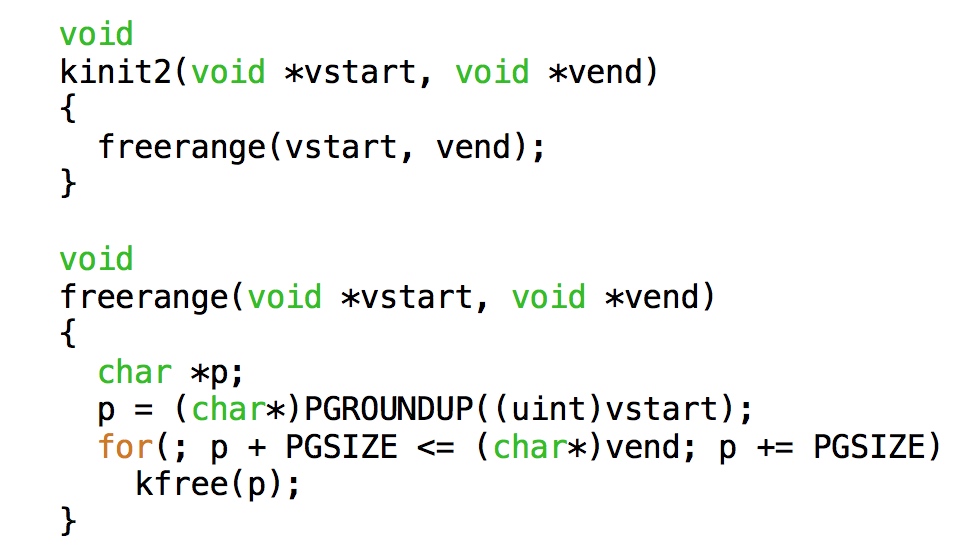 void
kinit2(void *vstart, void *vend)
{
  freerange(vstart, vend);
}

void
freerange(void *vstart, void *vend)
{
  char *p;
  p = (char*)PGROUNDUP((uint)vstart);
  for(; p + PGSIZE <= (char*)vend; p += PGSIZE)
    kfree(p);
}